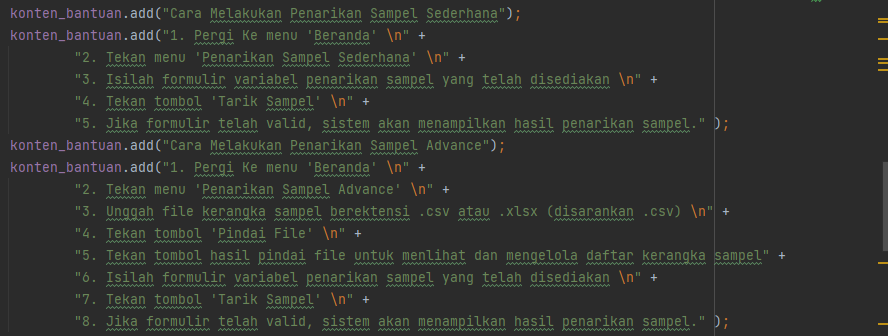 konten_bantuan.add("Cara Melakukan Penarikan Sampel Sederhana");
konten_bantuan.add("1. Pergi Ke menu 'Beranda' \n" +
"2. Tekan menu 'Penarikan Sampel Sederhana' \n" +
"3. Isilah formulir variabel penarikan sampel yang telah disediakan \n" +
"4. Tekan tombol 'Tarik Sampel' \n" +
"5. Jika formulir telah valid, sistem akan menampilkan hasil penarikan sampel." );
konten_bantuan.add("Cara Melakukan Penarikan Sampel Advance");
konten_bantuan.add("1. Pergi Ke menu 'Beranda' \n" +
"2. Tekan menu 'Penarikan Sampel Advance' \n" +
"3. Unggah file kerangka sampel berektensi .csv atau .xlsx (disarankan .csv) \n" +
"4. Tekan tombol 'Pindai File' \n" +
"5. Tekan tombol hasil pindai file untuk menlihat dan mengelola daftar kerangka sampel" +
"6. Isilah formulir variabel penarikan sampel yang telah disediakan \n" +
"7. Tekan tombol 'Tarik Sampel' \n" +
"8. Jika formulir telah valid, sistem akan menampilkan hasil penarikan sampel." );